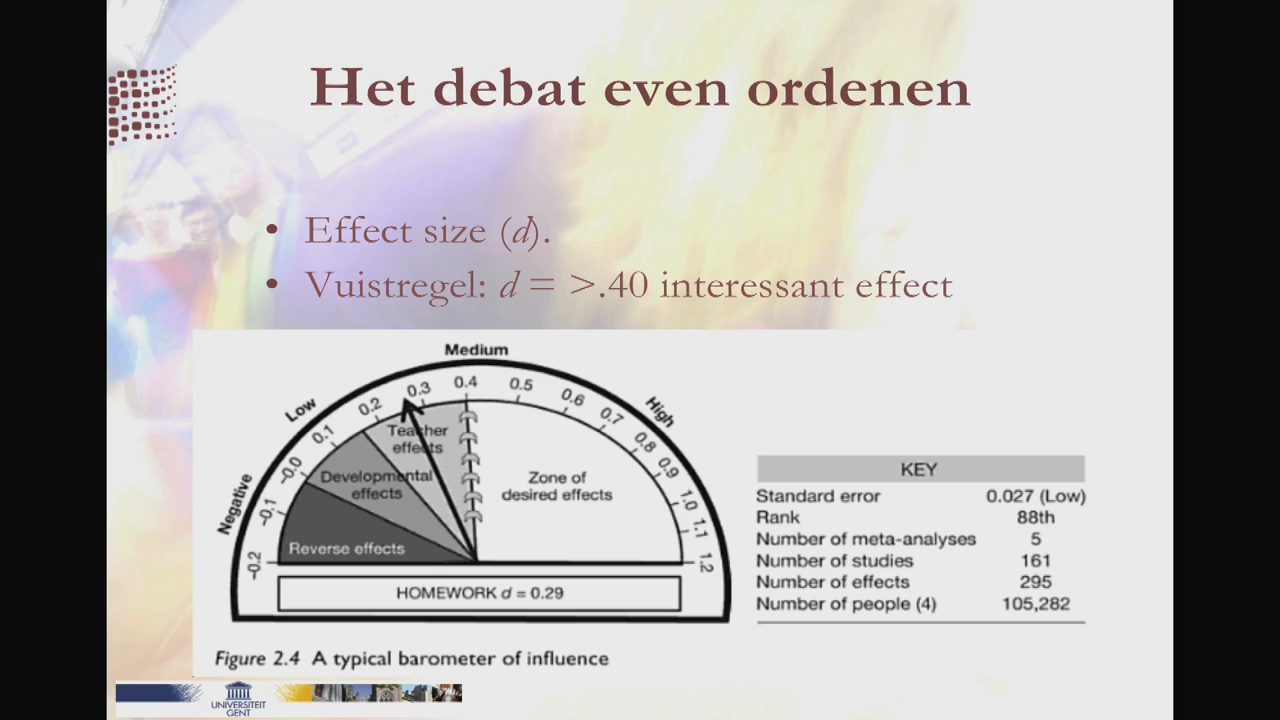 Het debat even ordenen
• Effect size (d).
• Vuistregel: d = >.40 interessant effect
Medium
Low
High
Negative
-0.2
-0.1
-0.0
0.1
0.2
0.3
0.4
0.5
0.6
0.7
0.8
0.9
1.0
1.1
1.2
Teacher
effects
Developmental
effects
Reverse effects
Zone of
desired effects
HOMEWORK d = 0.29
KEY
Standard error 0.027 (Low)
Rank 88th
Number of meta-analyses 5
Number of studies 161
Number of effects 295
Number of people (4) 105,282
Figure 2.4 A typical barometer of influence
UNIVERSITEIT
GENT